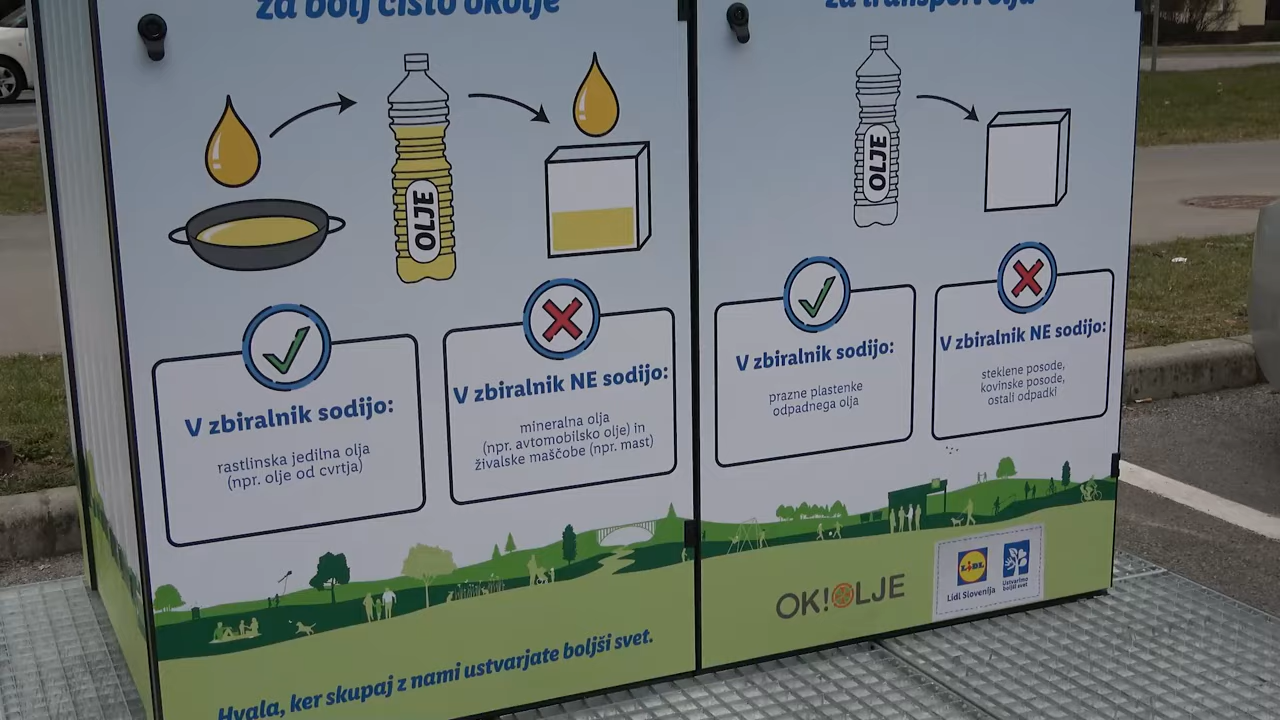 za bolj čisto okolje
OLJE
V zbiralnik sodijo:
rastlinska jedilna olja
(npr. olje od cvrtja)
V zbiralnik NE sodijo:
mineralna olja
(npr. avtomobilsko olje) in
živalske maščobe (npr. mast)
Hvala, ker skupaj z nami ustvarjate boljši svet.
za transport olja
OLJE
V zbiralnik sodijo:
prazne plastenke
odpadnega olja
V zbiralnik NE sodijo:
steklene posode,
kovinske posode,
ostali odpadki
OK!OLJE
LIDL
Lidl Slovenija
Ustvarimo
boljši svet